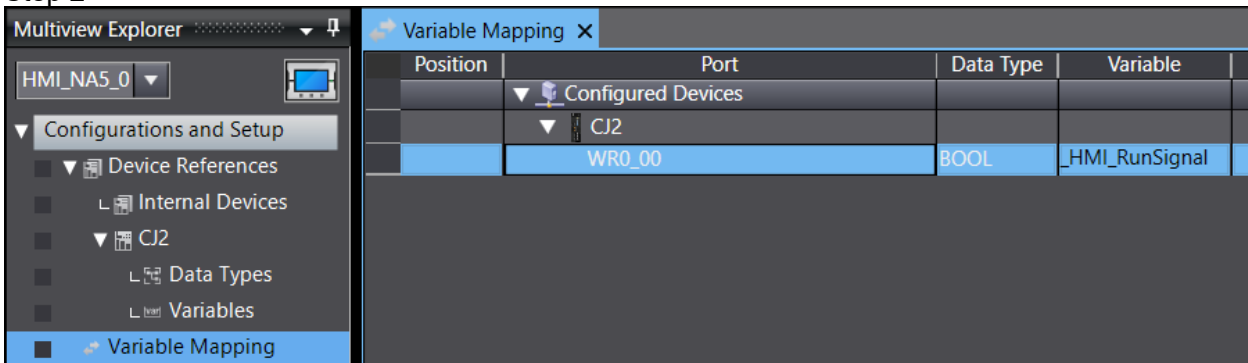 Multiview Explorer
HMI_NA5_0
Configurations and Setup
Device References
Internal Devices
CJ2
Data Types
Variables
Variable Mapping
Variable Mapping
Position Port Data Type Variable
Configured Devices
CJ2
WR0_00 BOOL _HMI_RunSignal